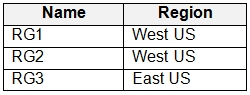 Name Region
RG1 West US
RG2 West US
RG3 East US